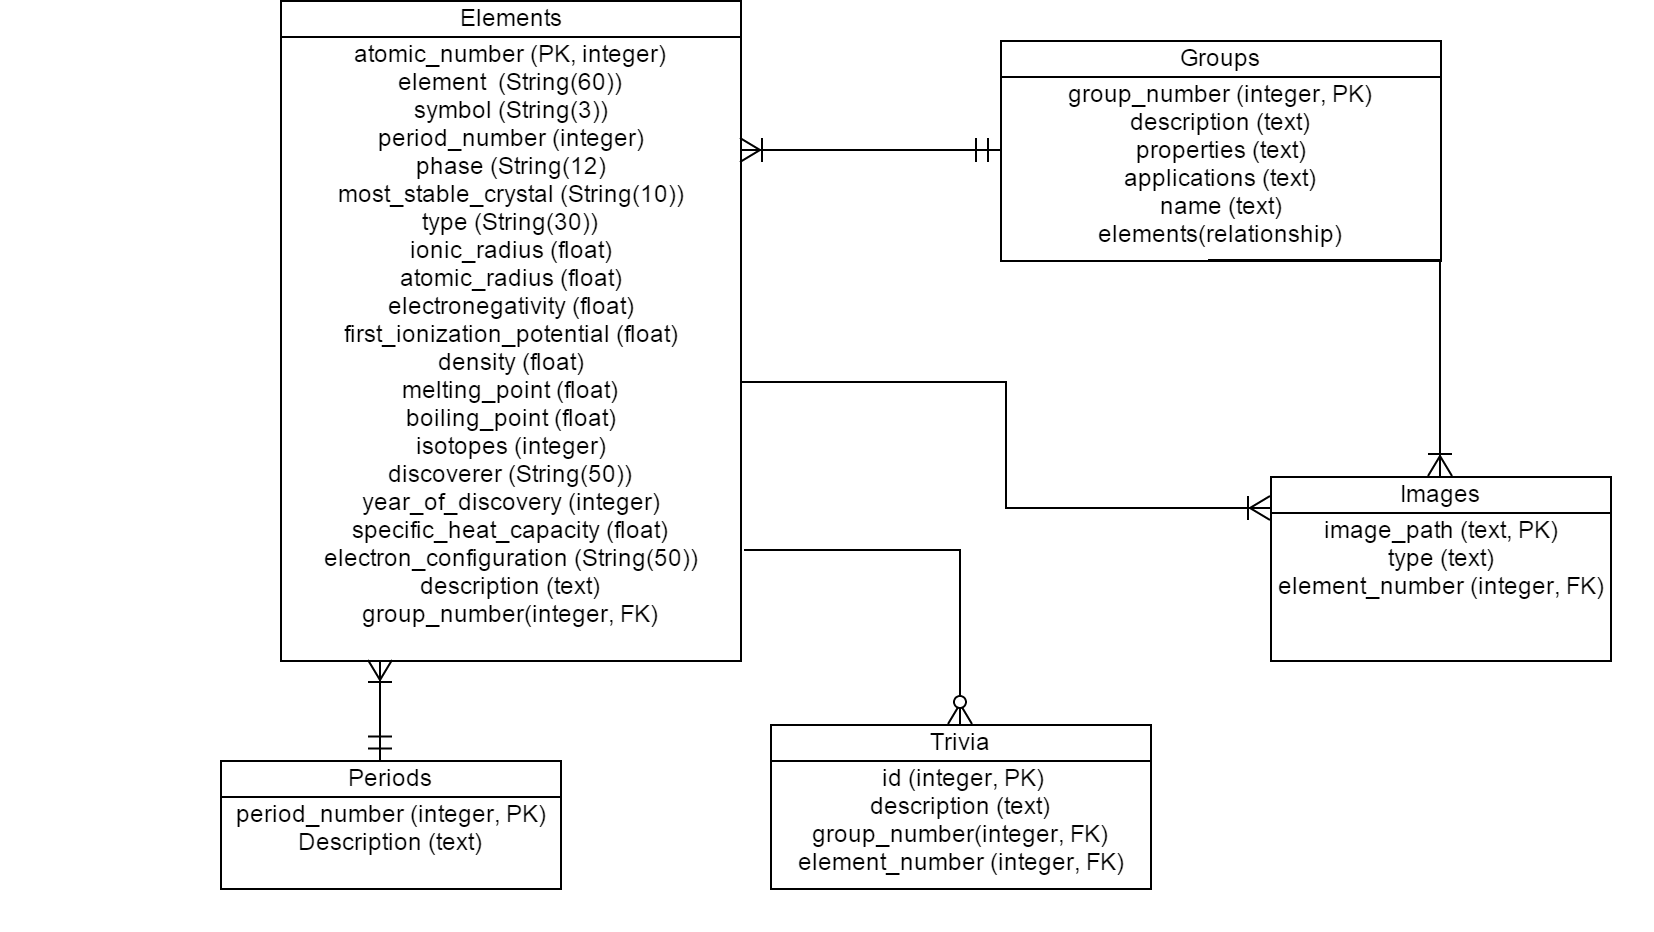 Elements
atomic_number (PK, integer)
element  (String(60))
symbol (String(3))
period_number (integer)
phase (String(12)
most_stable_crystal (String(10))
type (String(30))
ionic_radius (float)
atomic_radius (float)
electronegativity (float)
first_ionization_potential (float)
density (float)
melting_point (float)
boiling_point (float)
isotopes (integer)
discoverer (String(50))
year_of_discovery (integer)
specific_heat_capacity (float)
electron_configuration (String(50))
description (text)
group_number(integer, FK)
Groups
group_number (integer, PK)
description (text)
properties (text)
applications (text)
name (text)
elements(relationship)
Images
image_path (text, PK)
type (text)
element_number (integer, FK)
Periods
period_number (integer, PK)
Description (text)
Trivia
id (integer, PK)
description (text)
group_number(integer, FK)
element_number (integer, FK)